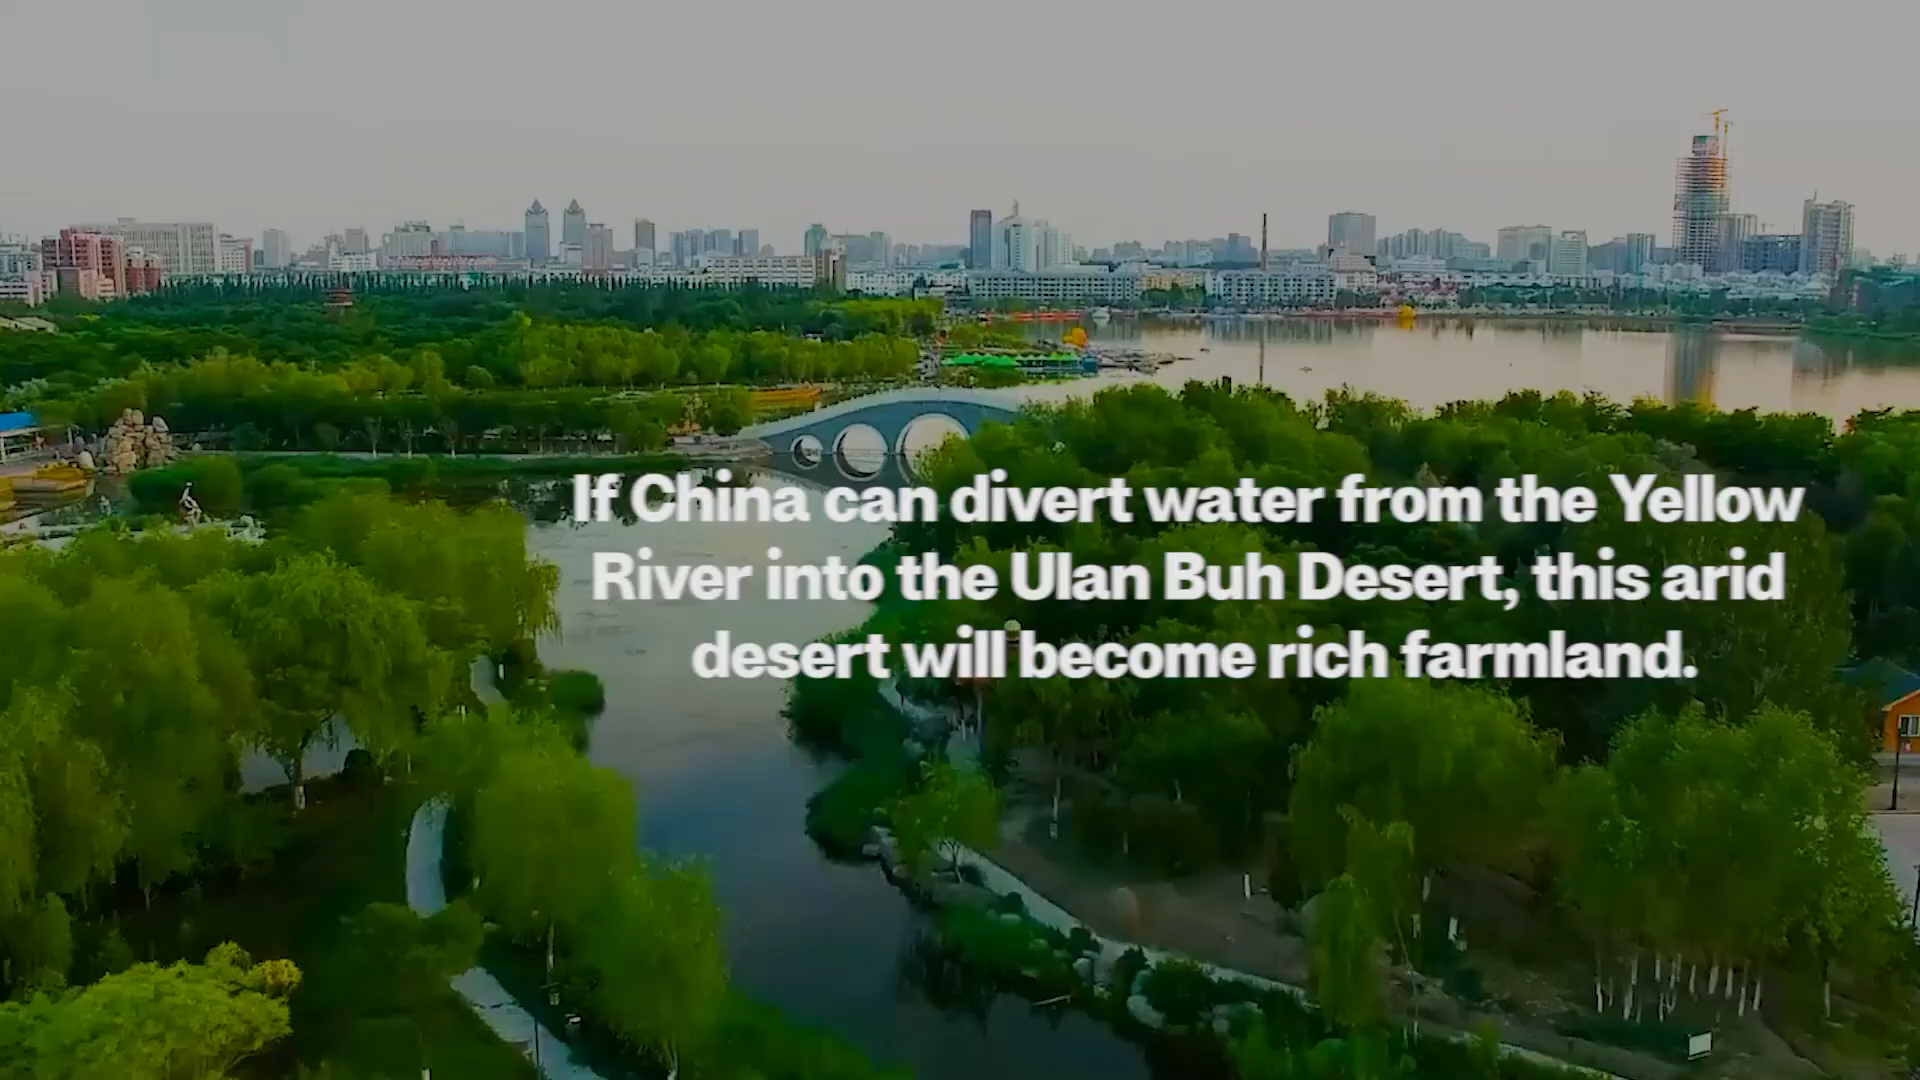 If China can divert water from the Yellow
River into the Ulan Buh Desert, this arid
desert will become rich farmland.